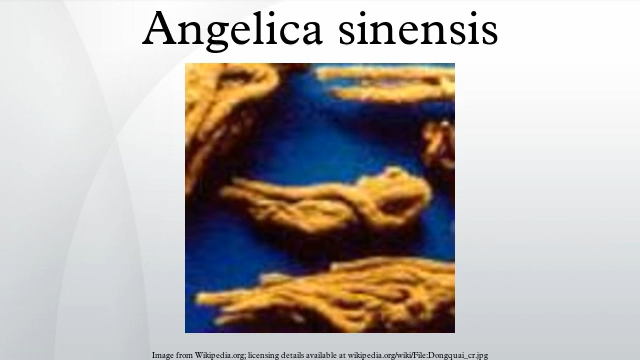 Angelica sinensis
Image from Wikipedia.org; licensing details available at wikipedia.org/wiki/File:Dongquai_cr.jpg